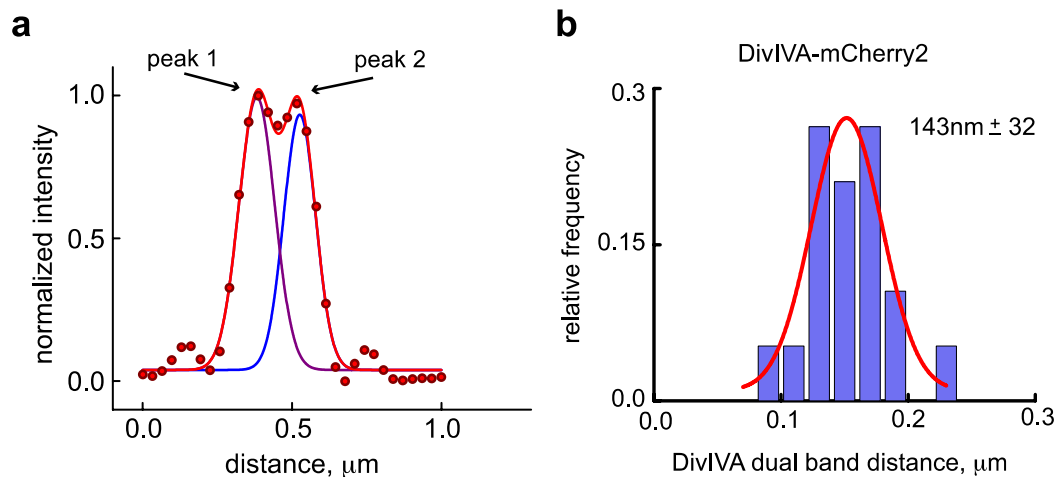 a
peak 1
peak 2
1.0
0.5
0.0
normalized intensity
0.0
0.5
1.0
distance, μm
b
DivIVA-mCherry2
143nm ± 32
0.3
0.15
0.0
relative frequency
0.0
0.1
0.2
0.3
DivIVA dual band distance, μm